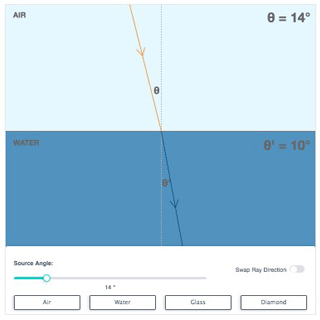 AIR
θ = 14°
θ
WATER
θ' = 10°
θ'
Source Angle:
Swap Ray Direction
14 °
Air
Water
Glass
Diamond